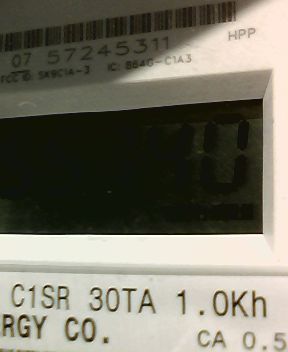 HPP
07 57245311
FCC ID: SK9C1A-3 IC: 864G-C1A3
0
C1SR 30TA 1.0Kh
RGY CO.
CA 0.5